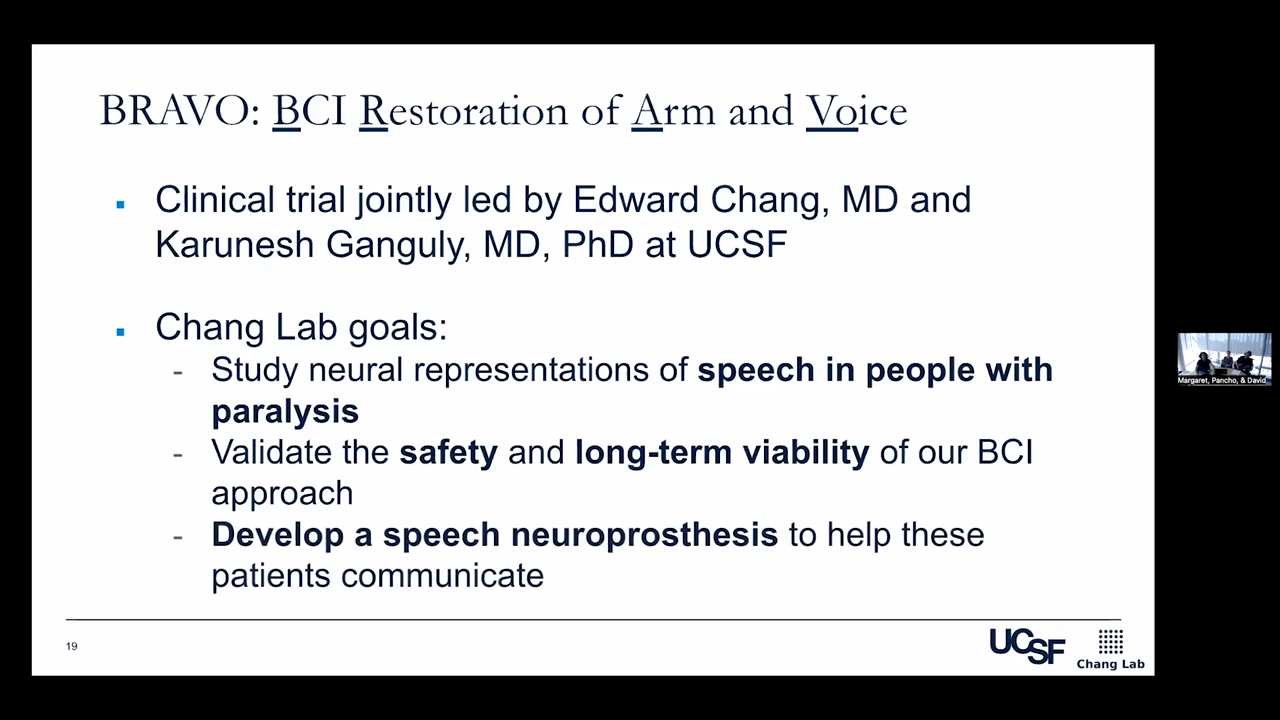 BRAVO: BCI Restoration of Arm and Voice
▪ Clinical trial jointly led by Edward Chang, MD and
Karunesh Ganguly, MD, PhD at UCSF
▪ Chang Lab goals:
- Study neural representations of speech in people with
paralysis
- Validate the safety and long-term viability of our BCI
approach
- Develop a speech neuroprosthesis to help these
patients communicate
19
UCSF
Chang Lab
Margaret, Pancho, & David